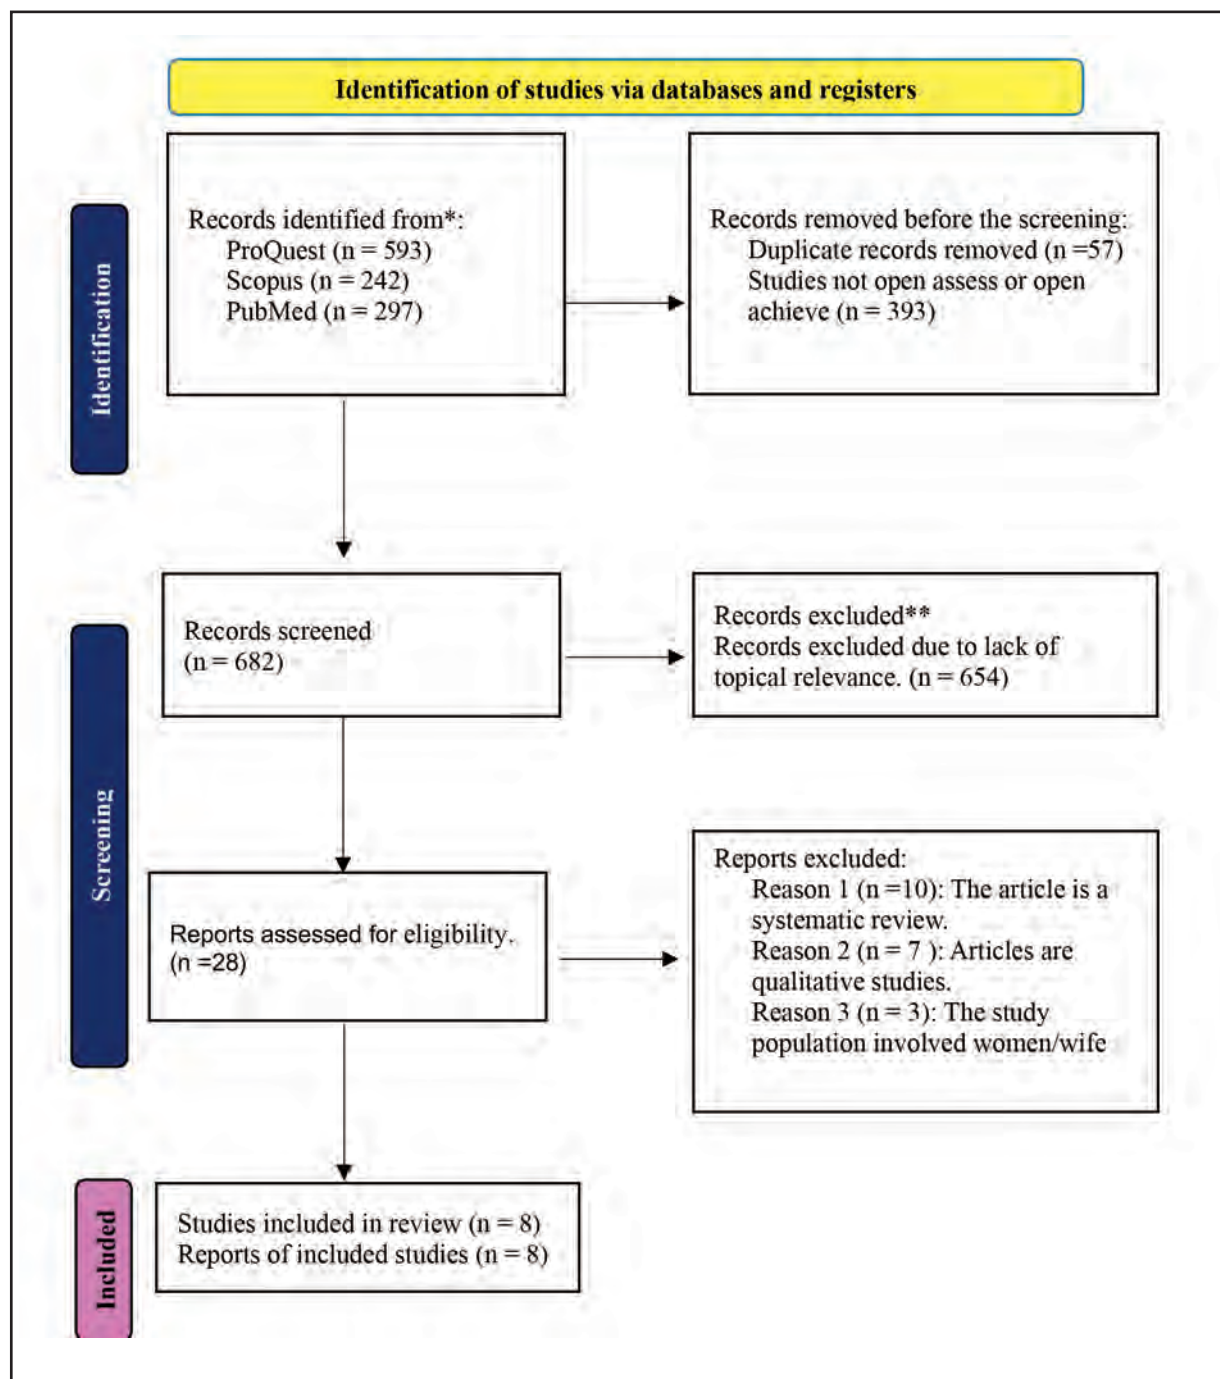 Identification of studies via databases and registers
Identification
Records identified from*:
ProQuest (n = 593)
Scopus (n = 242)
PubMed (n = 297)
Records removed before the screening:
Duplicate records removed (n =57)
Studies not open assess or open
achieve (n = 393)
Screening
Records screened
(n = 682)
Records excluded**
Records excluded due to lack of
topical relevance. (n = 654)
Reports assessed for eligibility.
(n =28)
Reports excluded:
Reason 1 (n =10): The article is a
systematic review.
Reason 2 (n = 7 ): Articles are
qualitative studies.
Reason 3 (n = 3): The study
population involved women/wife
Included
Studies included in review (n = 8)
Reports of included studies (n = 8)